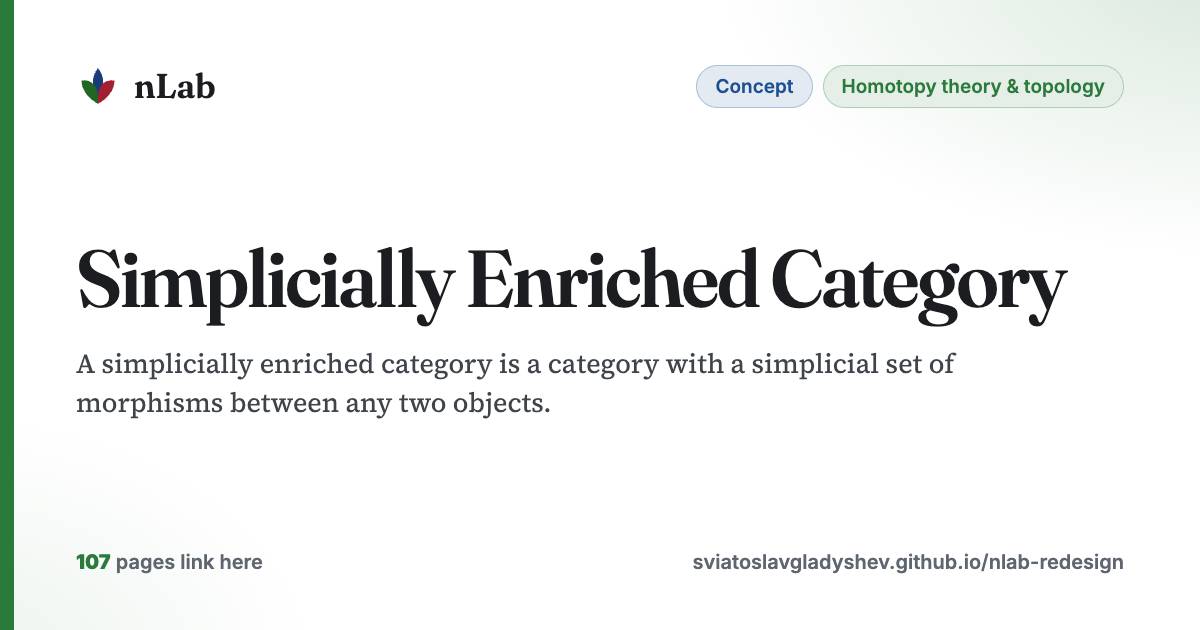 nLab
Concept
Homotopy theory & topology
Simplicially Enriched Category
A simplicially enriched category is a category with a simplicial set of
morphisms between any two objects.
107 pages link here
sviatoslavgladyshev.github.io/nlab-redesign